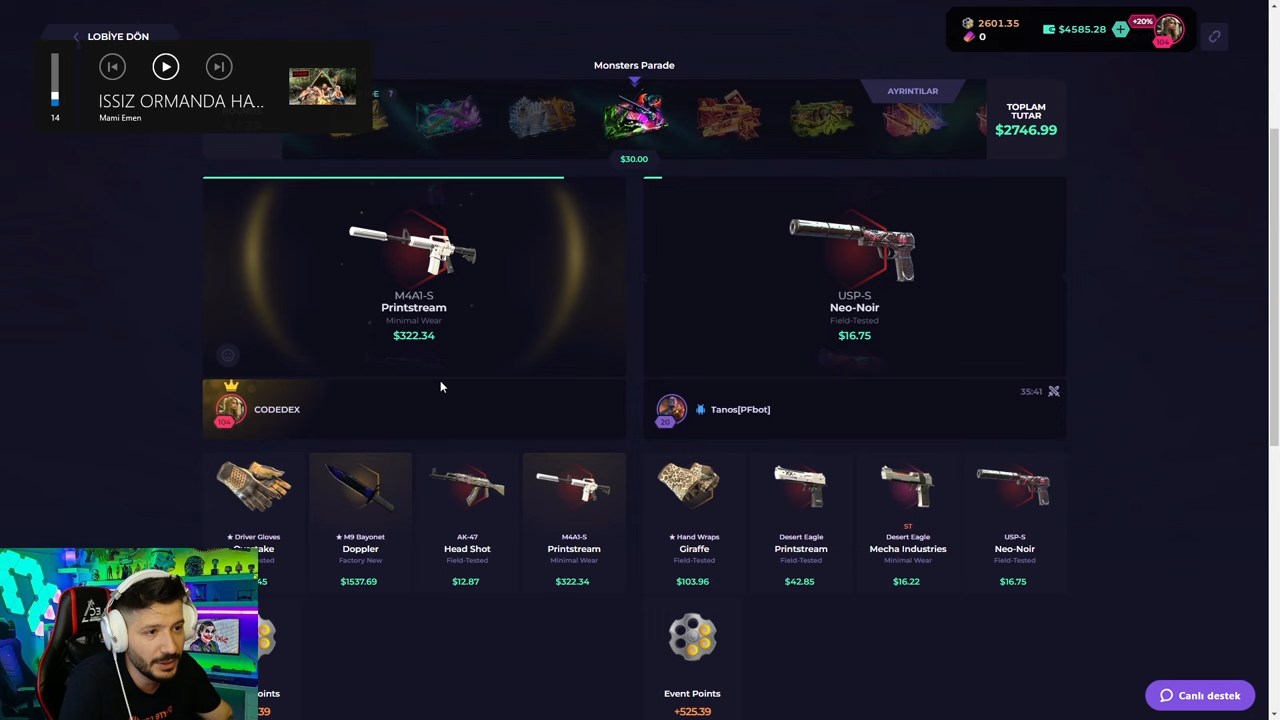 LOBİYE DÖN
2601.35
0
$4585.28
+20%
104
14
ISSIZ ORMANDA HA...
Mami Emen
Monsters Parade
?
AYRINTILAR
TOPLAM
TUTAR
$2746.99
$30.00
M4A1-S
Printstream
Minimal Wear
$322.34
USP-S
Neo-Noir
Field-Tested
$16.75
104
CODEDEX
20
Tanos[PFbot]
35:41
★ Driver Gloves
★ M9 Bayonet
Doppler
Factory New
$1537.69
AK-47
Head Shot
Field-Tested
$12.87
M4A1-S
Printstream
Minimal Wear
$322.34
★ Hand Wraps
Giraffe
Field-Tested
$103.96
Desert Eagle
Printstream
Field-Tested
$42.85
ST
Desert Eagle
Mecha Industries
Minimal Wear
$16.22
USP-S
Neo-Noir
Field-Tested
$16.75
Event Points
+525.39
Canlı destek